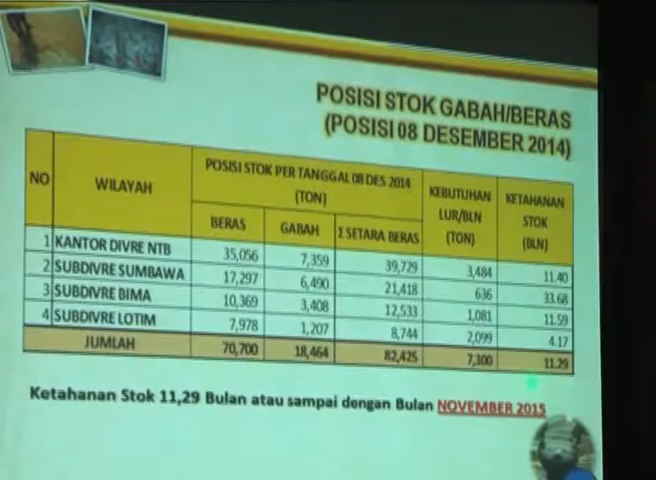 POSISI STOK GABAH/BERAS
(POSISI 08 DESEMBER 2014)
NO WILAYAH POSISI STOK PER TANGGAL 08 DES 2014 (TON) KEBUTUHAN LUR/BLN (TON) KETAHANAN STOK (BLN)
BERAS GABAH Σ SETARA BERAS
1 KANTOR DIVRE NTB 35,056 7,359 39,729 3,484 11.40
2 SUBDIVRE SUMBAWA 17,297 6,490 21,418 636 33.68
3 SUBDIVRE BIMA 10,369 3,408 12,533 1,081 11.59
4 SUBDIVRE LOTIM 7,978 1,207 8,744 2,099 4.17
JUMLAH 70,700 18,464 82,425 7,300 11.29
Ketahanan Stok 11,29 Bulan atau sampai dengan Bulan NOVEMBER 2015